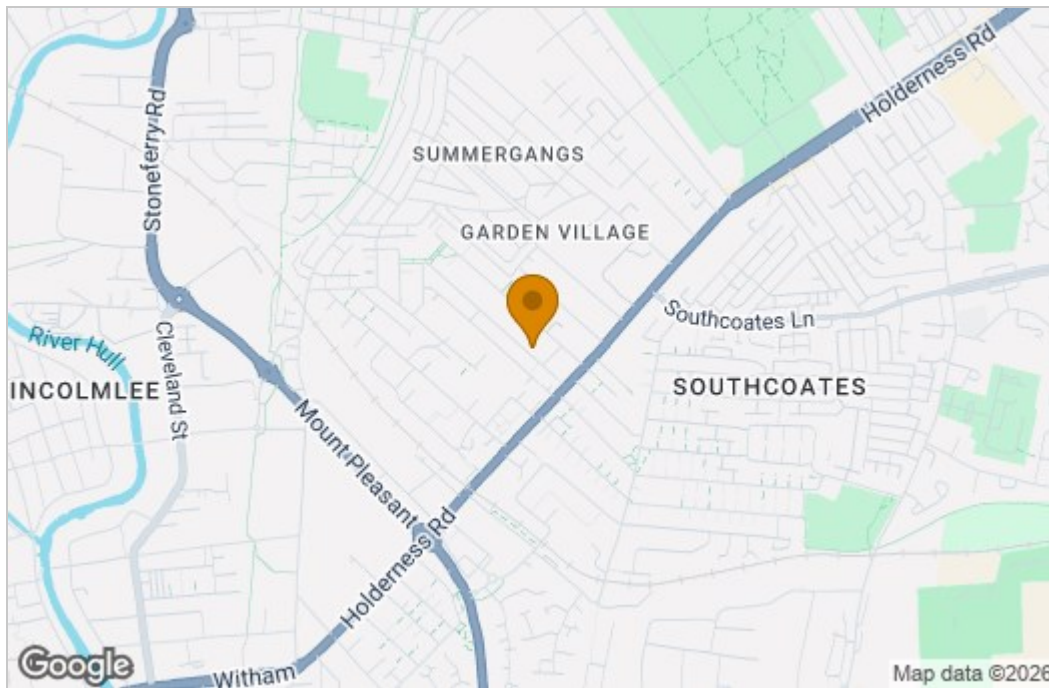 Stoneferry Rd
Holderness Rd
SUMMERGANGS
GARDEN VILLAGE
Southcoates Ln
River Hull
Cleveland St
INCOLMLEE
SOUTHCOATES
Mount Pleasant
Holderness Rd
Witham
Google
Map data ©2026